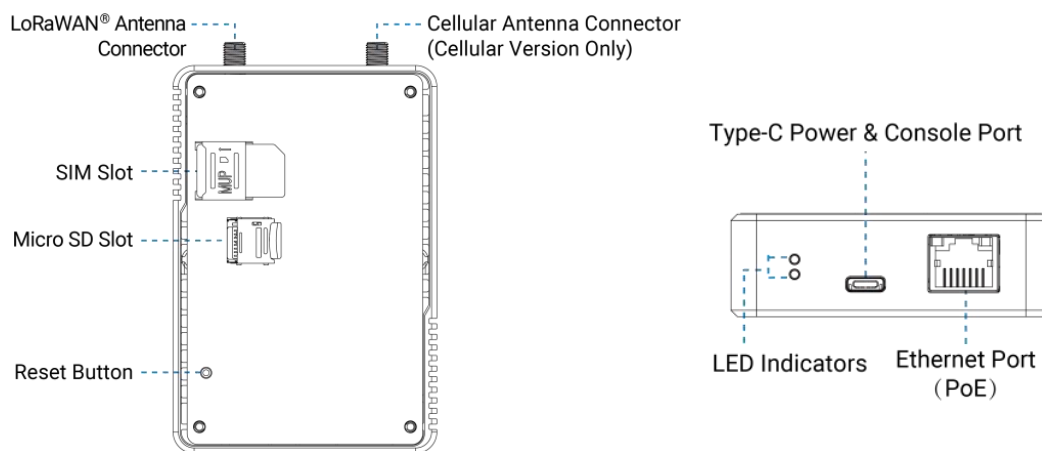 LoRaWAN® Antenna
Connector
Cellular Antenna Connector
(Cellular Version Only)
SIM Slot
MUP
Micro SD Slot
Reset Button
Type-C Power & Console Port
LED Indicators
Ethernet Port
（PoE）